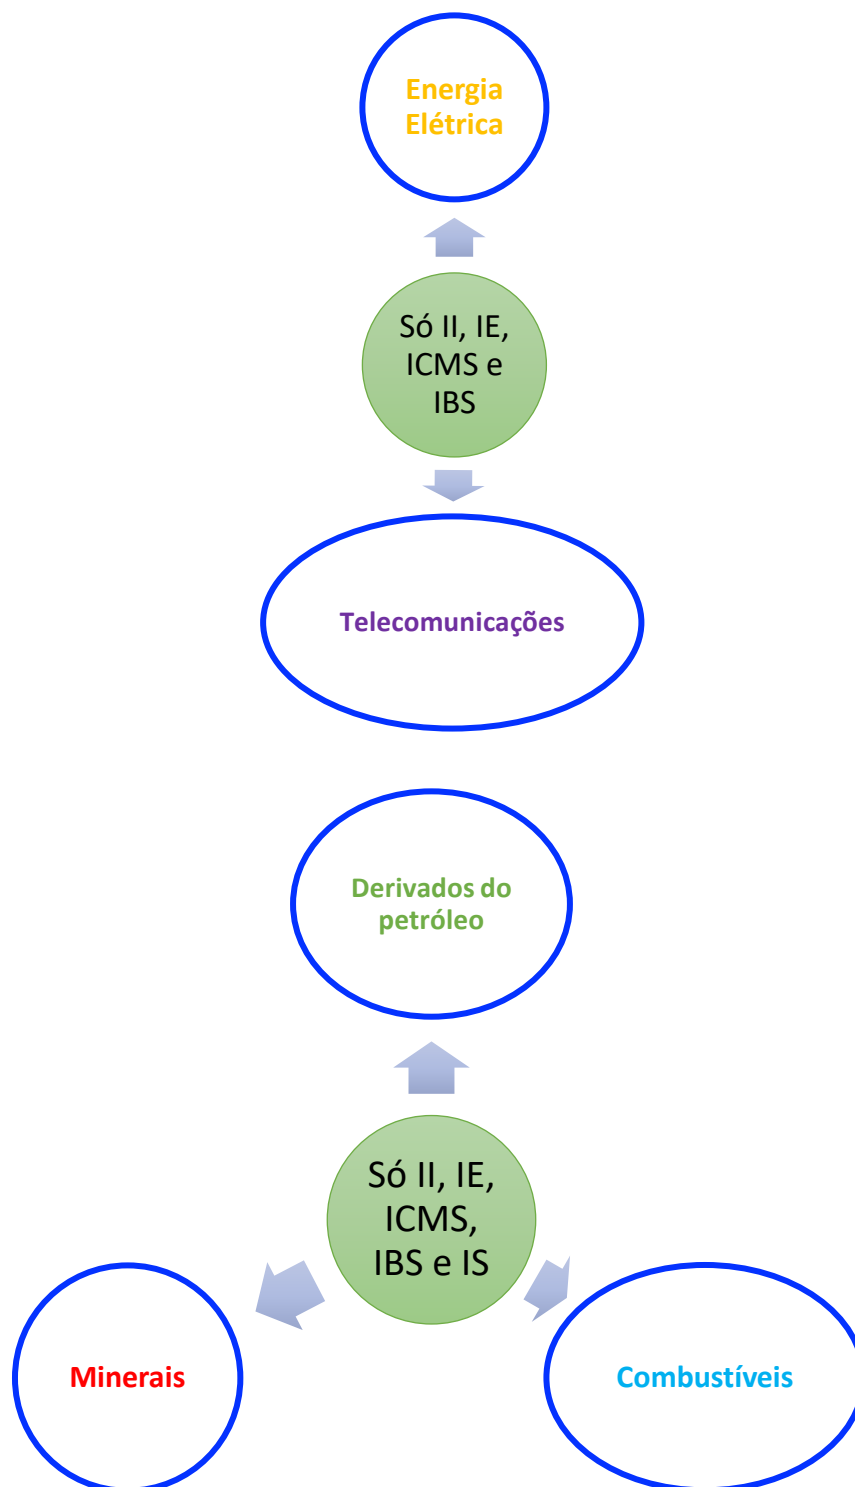 Energia
Elétrica
Só II, IE,
ICMS e
IBS
Telecomunicações
Derivados do
petróleo
Só II, IE,
ICMS,
IBS e IS
Minerais
Combustíveis